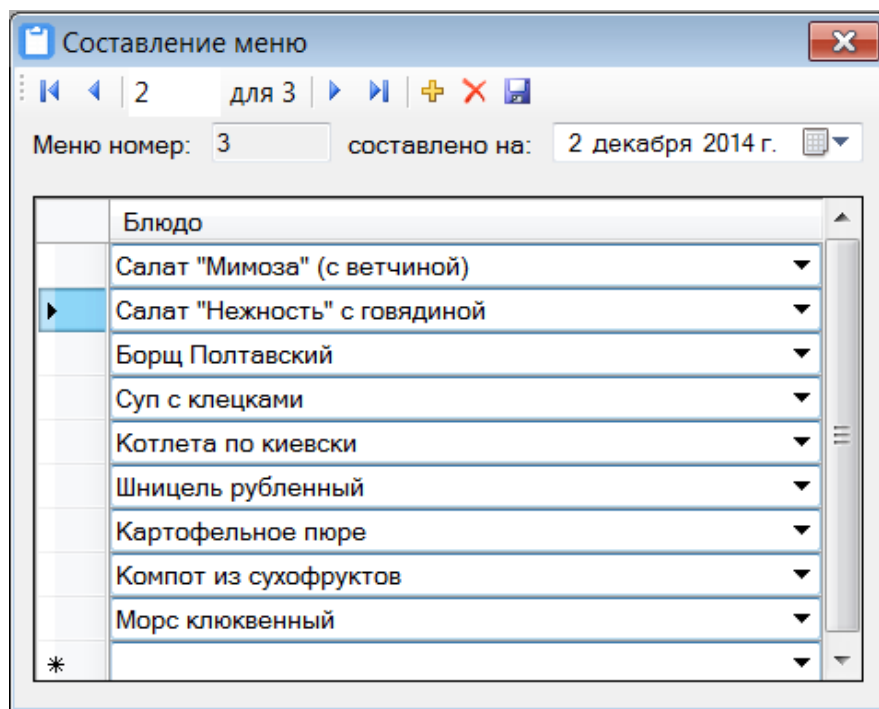 Составление меню
2 для 3
Меню номер: 3 составлено на: 2 декабря 2014 г.
Блюдо
Салат "Мимоза" (с ветчиной)
Салат "Нежность" с говядиной
Борщ Полтавский
Суп с клецками
Котлета по киевски
Шницель рубленный
Картофельное пюре
Компот из сухофруктов
Морс клюквенный